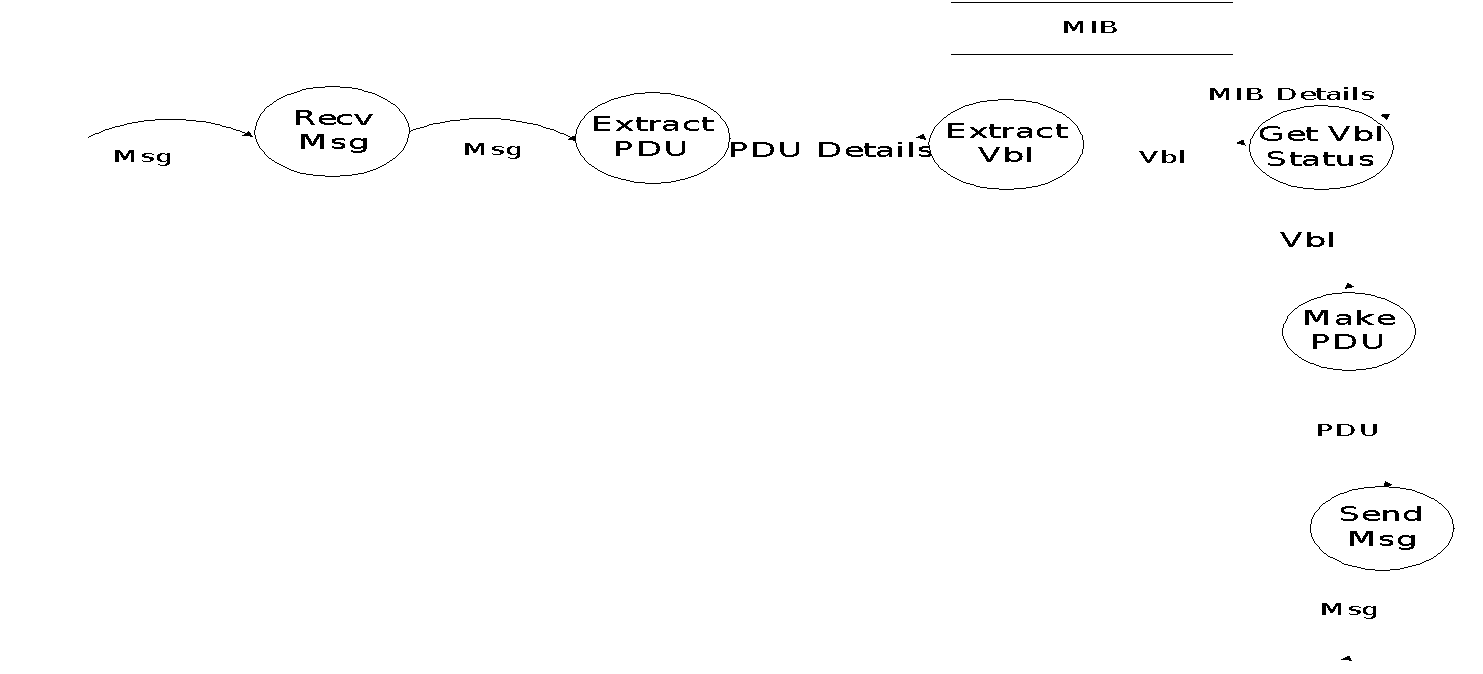 MIB
MIB Details
Recv
Msg
Extract
PDU
Extract
Vbl
Get Vbl
Status
Msg
Msg
PDU Details
Vbl
Vbl
Make
PDU
PDU
Send
Msg
Msg